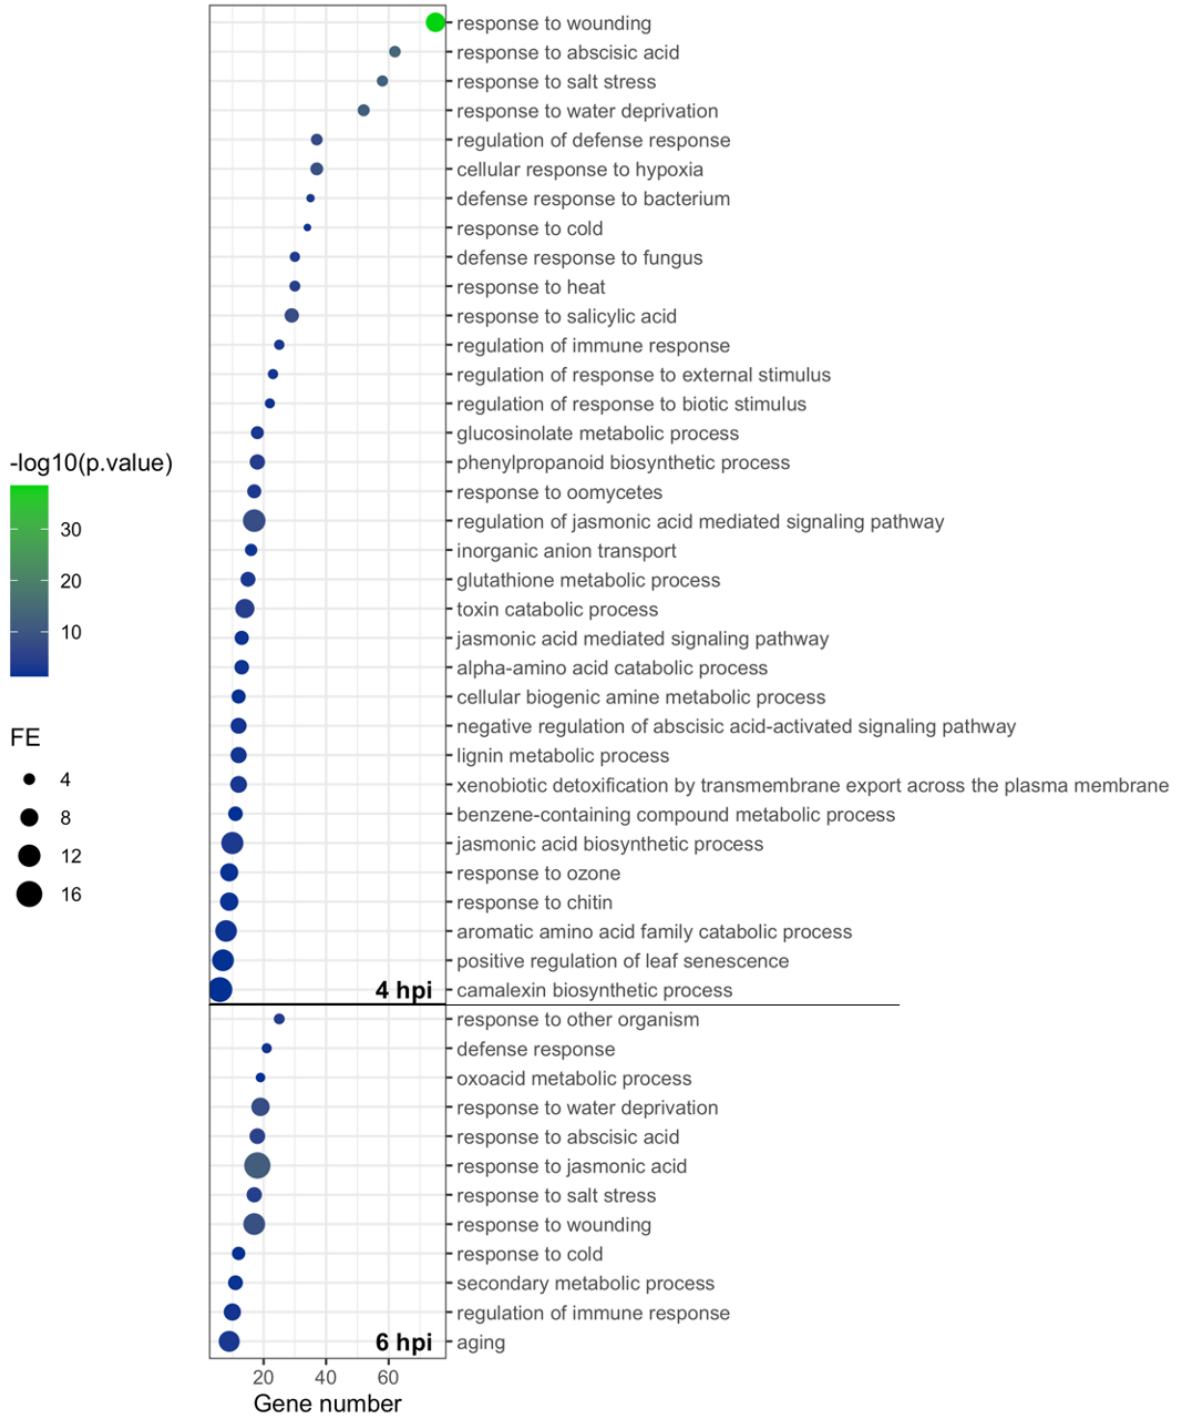 response to wounding
response to abscisic acid
response to salt stress
response to water deprivation
regulation of defense response
cellular response to hypoxia
defense response to bacterium
response to cold
defense response to fungus
response to heat
response to salicylic acid
regulation of immune response
regulation of response to external stimulus
regulation of response to biotic stimulus
glucosinolate metabolic process
phenylpropanoid biosynthetic process
response to oomycetes
regulation of jasmonic acid mediated signaling pathway
inorganic anion transport
glutathione metabolic process
toxin catabolic process
jasmonic acid mediated signaling pathway
alpha-amino acid catabolic process
cellular biogenic amine metabolic process
negative regulation of abscisic acid-activated signaling pathway
lignin metabolic process
xenobiotic detoxification by transmembrane export across the plasma membrane
benzene-containing compound metabolic process
jasmonic acid biosynthetic process
response to ozone
response to chitin
aromatic amino acid family catabolic process
positive regulation of leaf senescence
4 hpi camalexin biosynthetic process
response to other organism
defense response
oxoacid metabolic process
response to water deprivation
response to abscisic acid
response to jasmonic acid
response to salt stress
response to wounding
response to cold
secondary metabolic process
regulation of immune response
6 hpi aging
20 40 60
Gene number
-log10(p.value)
30
20
10
FE
4
8
12
16